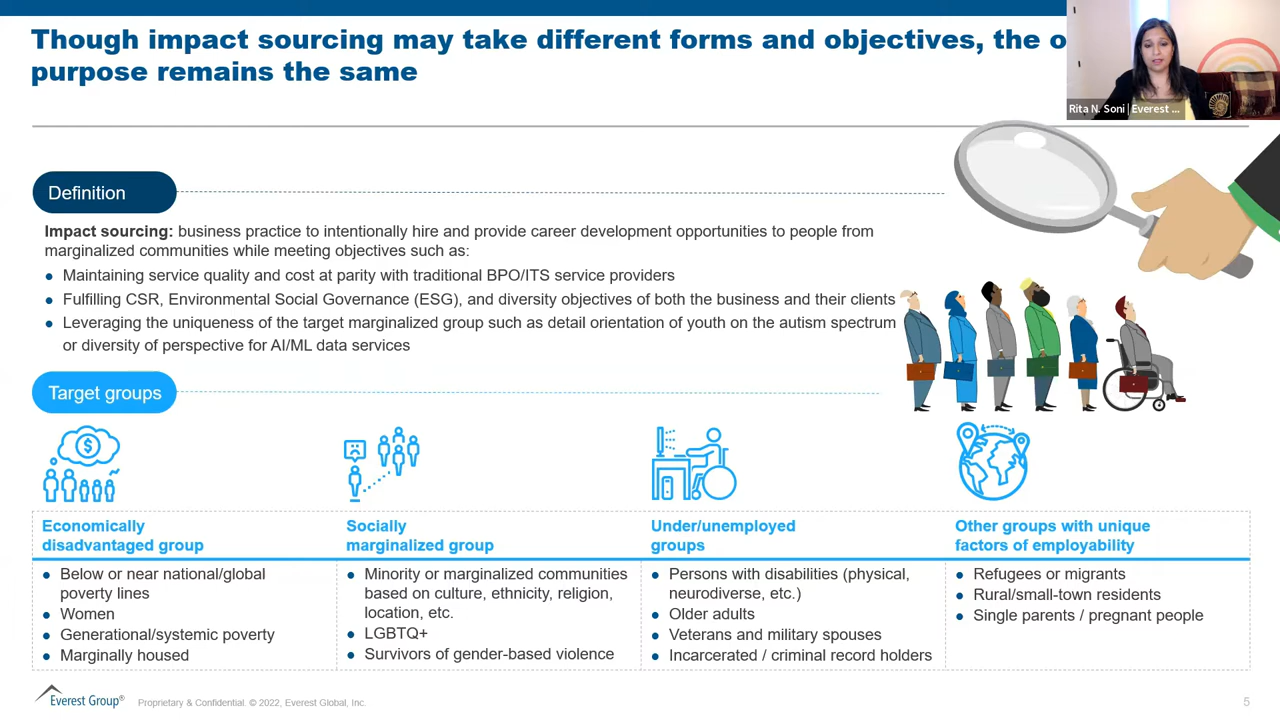 Though impact sourcing may take different forms and objectives, the o
purpose remains the same
Rita N. Soni | Everest ...
Definition
Impact sourcing: business practice to intentionally hire and provide career development opportunities to people from
marginalized communities while meeting objectives such as:
● Maintaining service quality and cost at parity with traditional BPO/ITS service providers
● Fulfilling CSR, Environmental Social Governance (ESG), and diversity objectives of both the business and their clients
● Leveraging the uniqueness of the target marginalized group such as detail orientation of youth on the autism spectrum
or diversity of perspective for AI/ML data services
Target groups
$
Economically
disadvantaged group
● Below or near national/global
poverty lines
● Women
● Generational/systemic poverty
● Marginally housed
Socially
marginalized group
● Minority or marginalized communities
based on culture, ethnicity, religion,
location, etc.
● LGBTQ+
● Survivors of gender-based violence
Under/unemployed
groups
● Persons with disabilities (physical,
neurodiverse, etc.)
● Older adults
● Veterans and military spouses
● Incarcerated / criminal record holders
Other groups with unique
factors of employability
● Refugees or migrants
● Rural/small-town residents
● Single parents / pregnant people
Everest Group®
Proprietary & Confidential. © 2022, Everest Global, Inc.
5